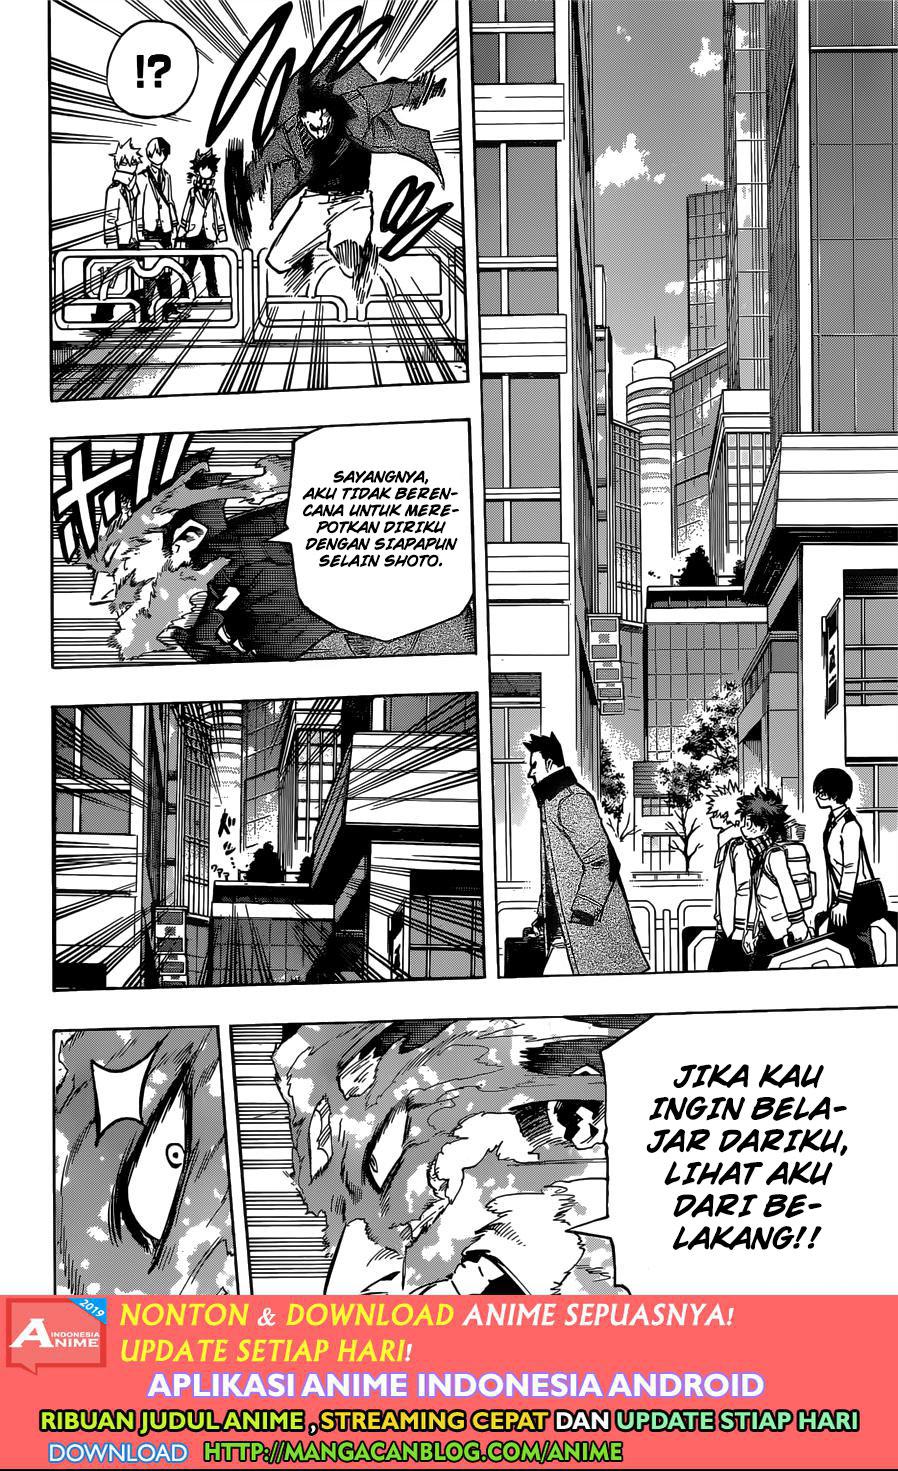 !?
SAYANGNYA,
AKU TIDAK BEREN-
CANA UNTUK MERE-
POTKAN DIRIKU
DENGAN SIAPAPUN
SELAIN SHOTO.
JIKA KAU
INGIN BELA-
JAR DARIKU,
LIHAT AKU
DARI BE-
LAKANG!!
2019
INDONESIA
ANIME
NONTON & DOWNLOAD ANIME SEPUASNYA!
UPDATE SETIAP HARI!
APLIKASI ANIME INDONESIA ANDROID
RIBUAN JUDUL ANIME , STREAMING CEPAT DAN UPDATE STIAP HARI
DOWNLOAD HTTP://MANGACANBLOG.COM/ANIME